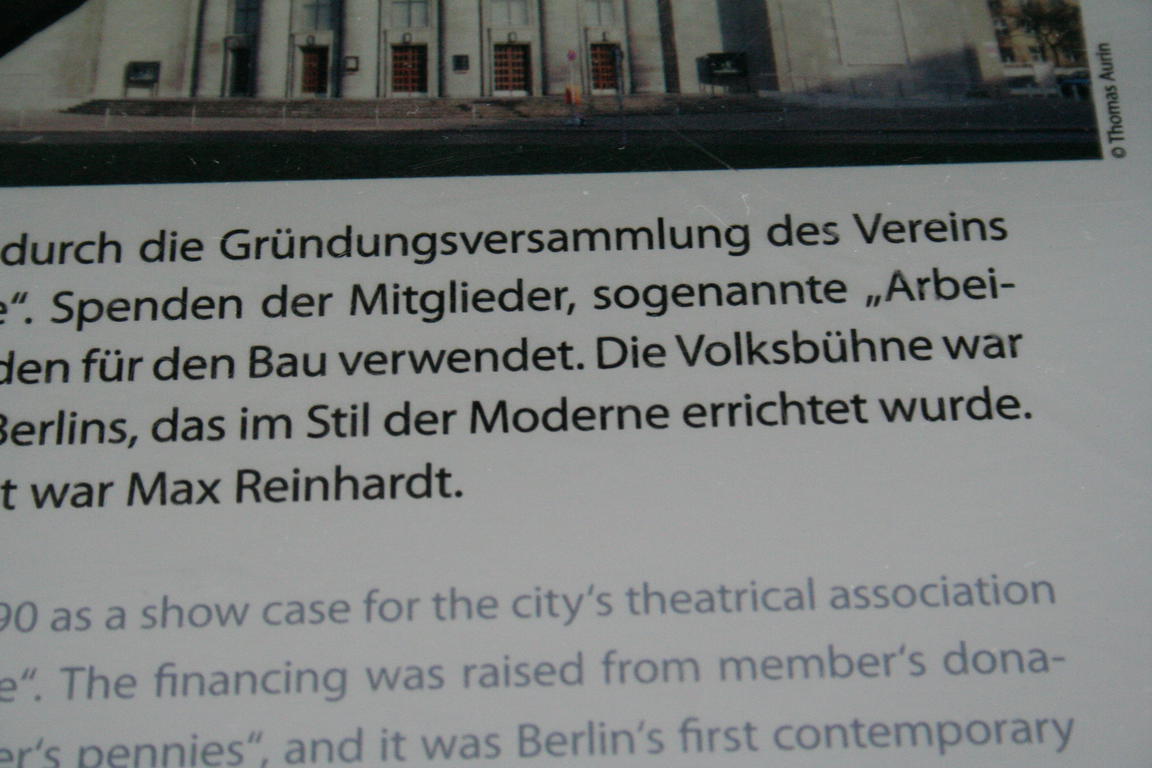 © Thomas Aurin
durch die Gründungsversammlung des Vereins
e“. Spenden der Mitglieder, sogenannte „Arbei-
den für den Bau verwendet. Die Volksbühne war
Berlins, das im Stil der Moderne errichtet wurde.
t war Max Reinhardt.
90 as a show case for the city‘s theatrical association
e“. The financing was raised from member‘s dona-
er‘s pennies“, and it was Berlin‘s first contemporary